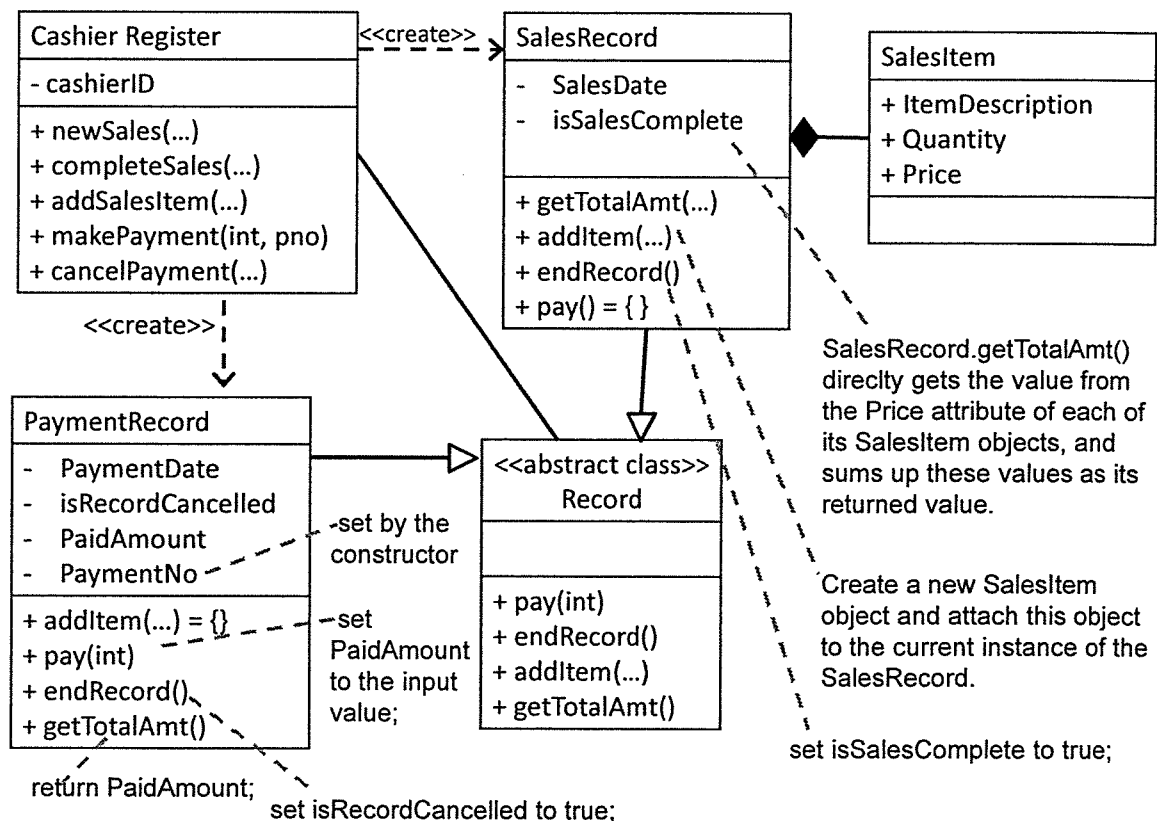 Cashier Register
- cashierID
+ newSales(...)
+ completeSales(...)
+ addSalesItem(...)
+ makePayment(int, pno)
+ cancelPayment(...)
<<create>>
SalesRecord
- SalesDate
- isSalesComplete
+ getTotalAmt(...)
+ addItem(...)
+ endRecord()
+ pay() = { }
SalesItem
+ ItemDescription
+ Quantity
+ Price
<<create>>
PaymentRecord
- PaymentDate
- isRecordCancelled
- PaidAmount
- PaymentNo
+ addItem(...) = {}
+ pay(int)
+ endRecord()
+ getTotalAmt()
set by the
constructor
set
PaidAmount
to the input
value;
return PaidAmount;
set isRecordCancelled to true;
<<abstract class>>
Record
+ pay(int)
+ endRecord()
+ addItem(...)
+ getTotalAmt()
SalesRecord.getTotalAmt()
direclty gets the value from
the Price attribute of each of
its SalesItem objects, and
sums up these values as its
returned value.
Create a new SalesItem
object and attach this object
to the current instance of the
SalesRecord.
set isSalesComplete to true;